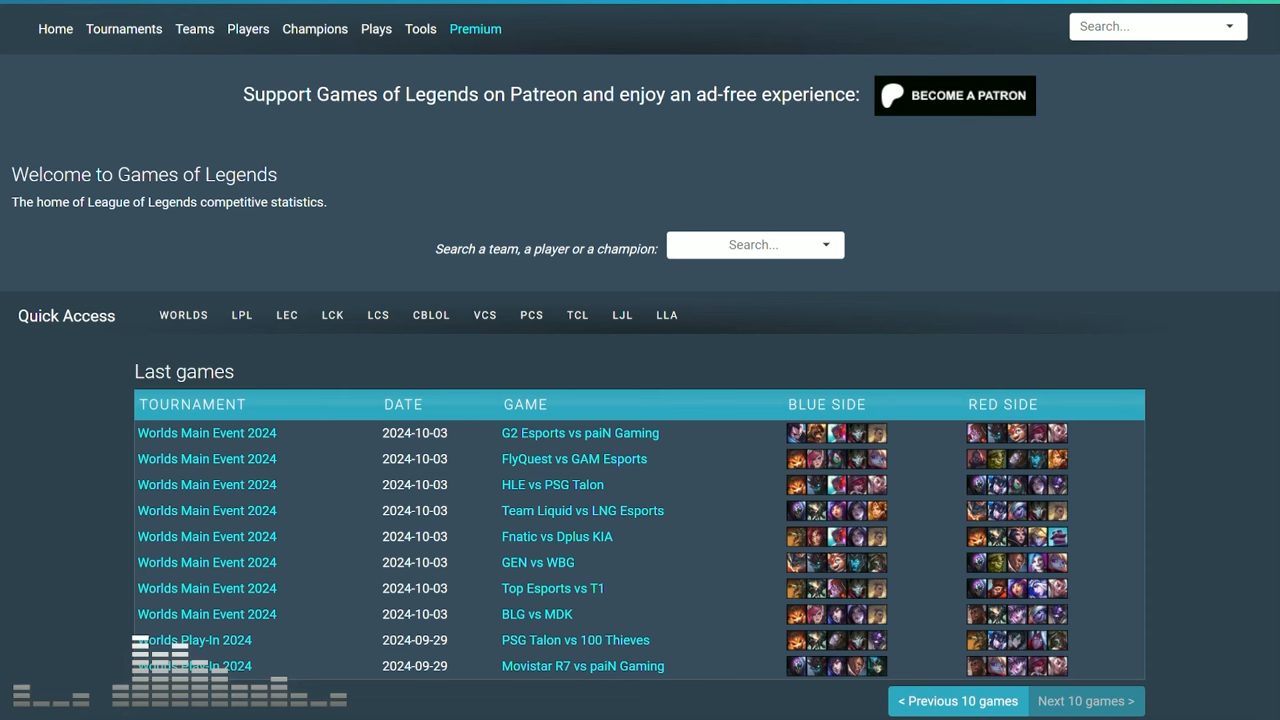 Home Tournaments Teams Players Champions Plays Tools Premium Search...
Support Games of Legends on Patreon and enjoy an ad-free experience: BECOME A PATRON
Welcome to Games of Legends
The home of League of Legends competitive statistics.
Search a team, a player or a champion: Search...
Quick Access WORLDS LPL LEC LCK LCS CBLOL VCS PCS TCL LJL LLA
Last games
TOURNAMENT DATE GAME BLUE SIDE RED SIDE
Worlds Main Event 2024 2024-10-03 G2 Esports vs paiN Gaming
Worlds Main Event 2024 2024-10-03 FlyQuest vs GAM Esports
Worlds Main Event 2024 2024-10-03 HLE vs PSG Talon
Worlds Main Event 2024 2024-10-03 Team Liquid vs LNG Esports
Worlds Main Event 2024 2024-10-03 Fnatic vs Dplus KIA
Worlds Main Event 2024 2024-10-03 GEN vs WBG
Worlds Main Event 2024 2024-10-03 Top Esports vs T1
Worlds Main Event 2024 2024-10-03 BLG vs MDK
Worlds Play-In 2024 2024-09-29 PSG Talon vs 100 Thieves
Worlds Play-In 2024 2024-09-29 Movistar R7 vs paiN Gaming
< Previous 10 games Next 10 games >